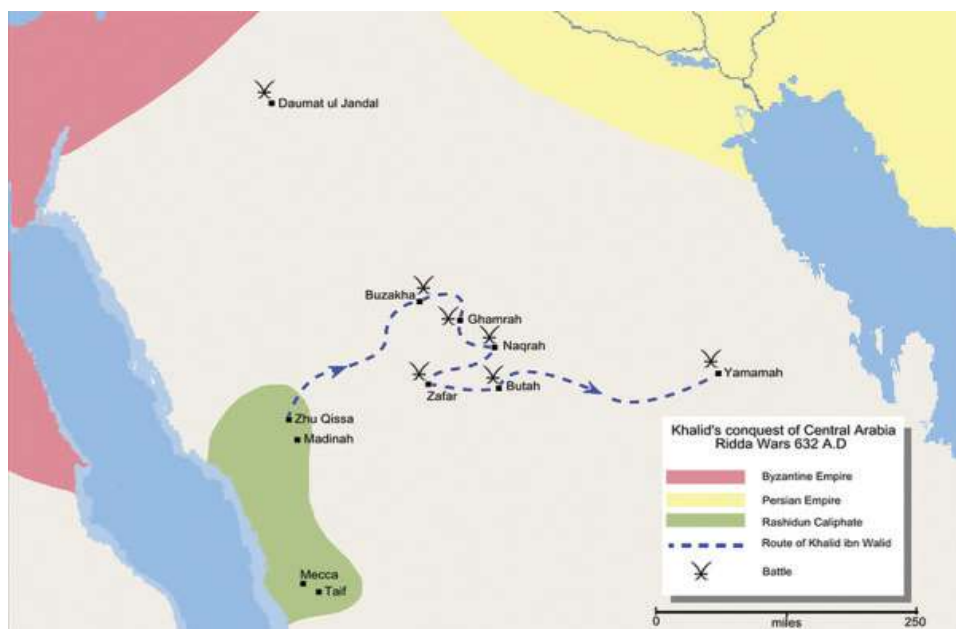 Daumat ul Jandal
Buzakha
Ghamrah
Naqrah
Zafar
Butah
Yamamah
Zhu Qissa
Madinah
Mecca
Taif
Khalid's conquest of Central Arabia
Ridda Wars 632 A.D
Byzantine Empire
Persian Empire
Rashidun Caliphate
Route of Khalid ibn Walid
Battle
0 miles 250